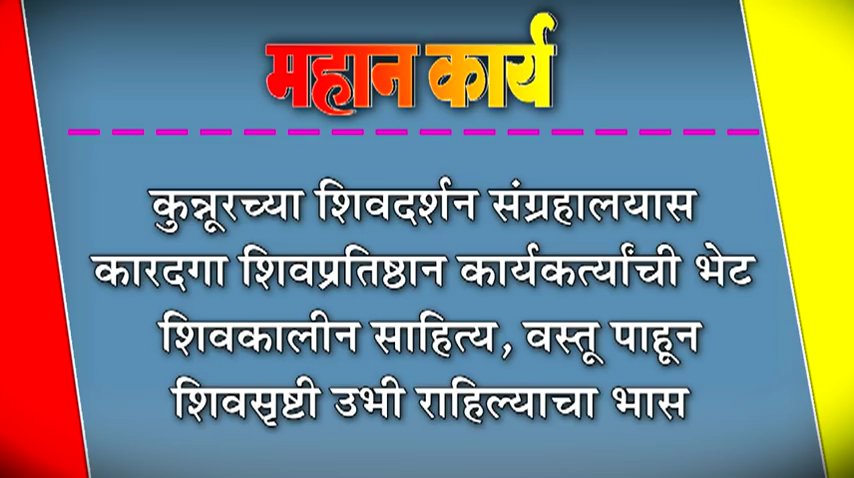 महान कार्य
कुन्नूरच्या शिवदर्शन संग्रहालयास
कारदगा शिवप्रतिष्ठान कार्यकर्त्यांची भेट
शिवकालीन साहित्य, वस्तू पाहून
शिवसृष्टी उभी राहिल्याचा भास